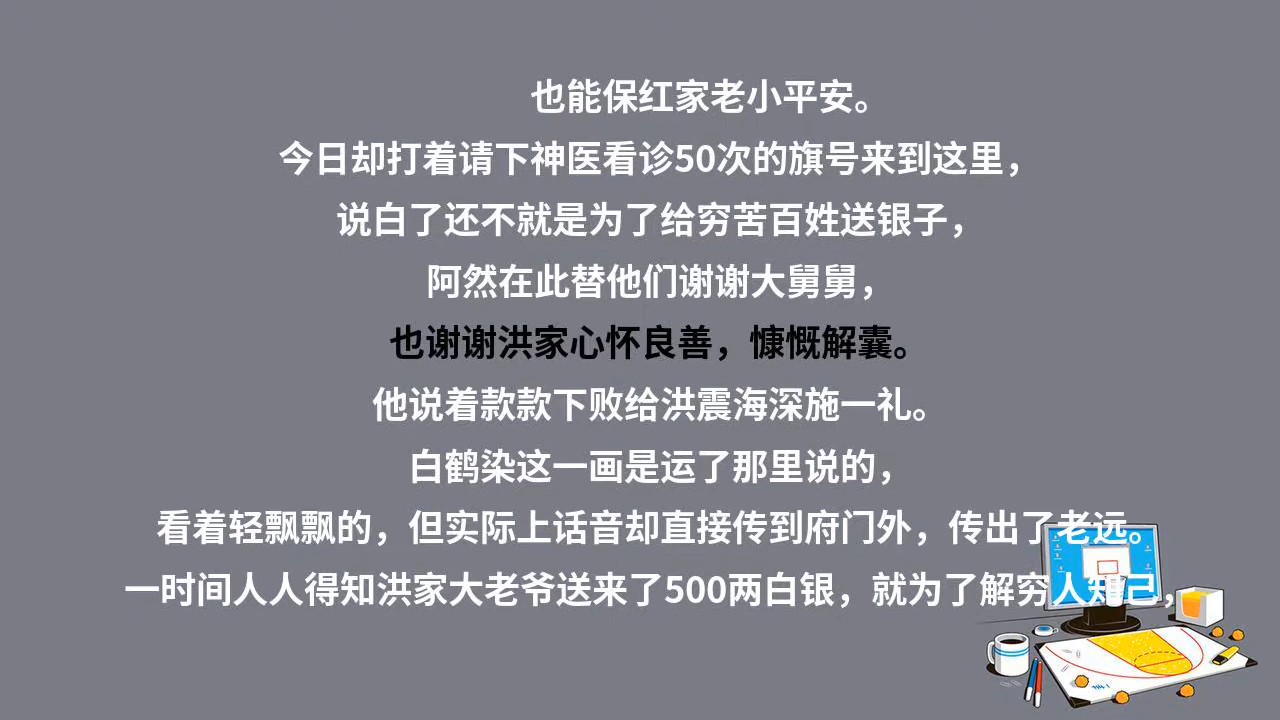 也能保红家老小平安。
今日却打着请下神医看诊50次的旗号来到这里，
说白了还不就是为了给穷苦百姓送银子，
阿然在此替他们谢谢大舅舅，
也谢谢洪家心怀良善，慷慨解囊。
他说着款款下败给洪震海深施一礼。
白鹤染这一画是运了那里说的，
看着轻飘飘的，但实际上话音却直接传到府门外，传出了老远。
一时间人人得知洪家大老爷送来了500两白银，就为了解穷人知己，